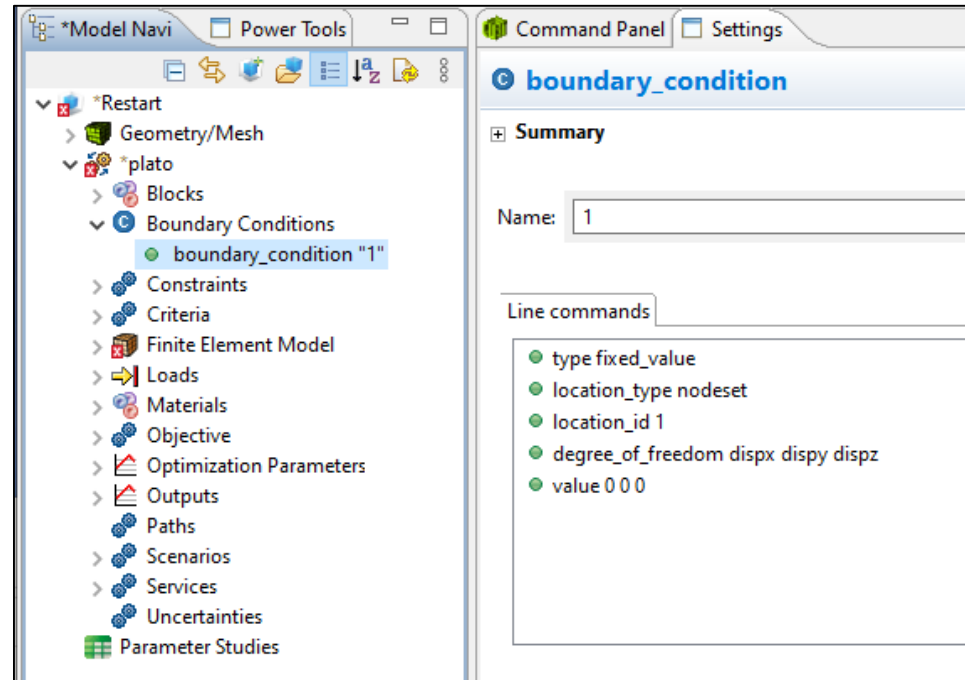 *Model Navi
Power Tools
*Restart
Geometry/Mesh
*plato
Blocks
Boundary Conditions
boundary_condition "1"
Constraints
Criteria
Finite Element Model
Loads
Materials
Objective
Optimization Parameters
Outputs
Paths
Scenarios
Services
Uncertainties
Parameter Studies
Command Panel
Settings
boundary_condition
Summary
Name: 1
Line commands
type fixed_value
location_type nodeset
location_id 1
degree_of_freedom dispx dispy dispz
value 0 0 0